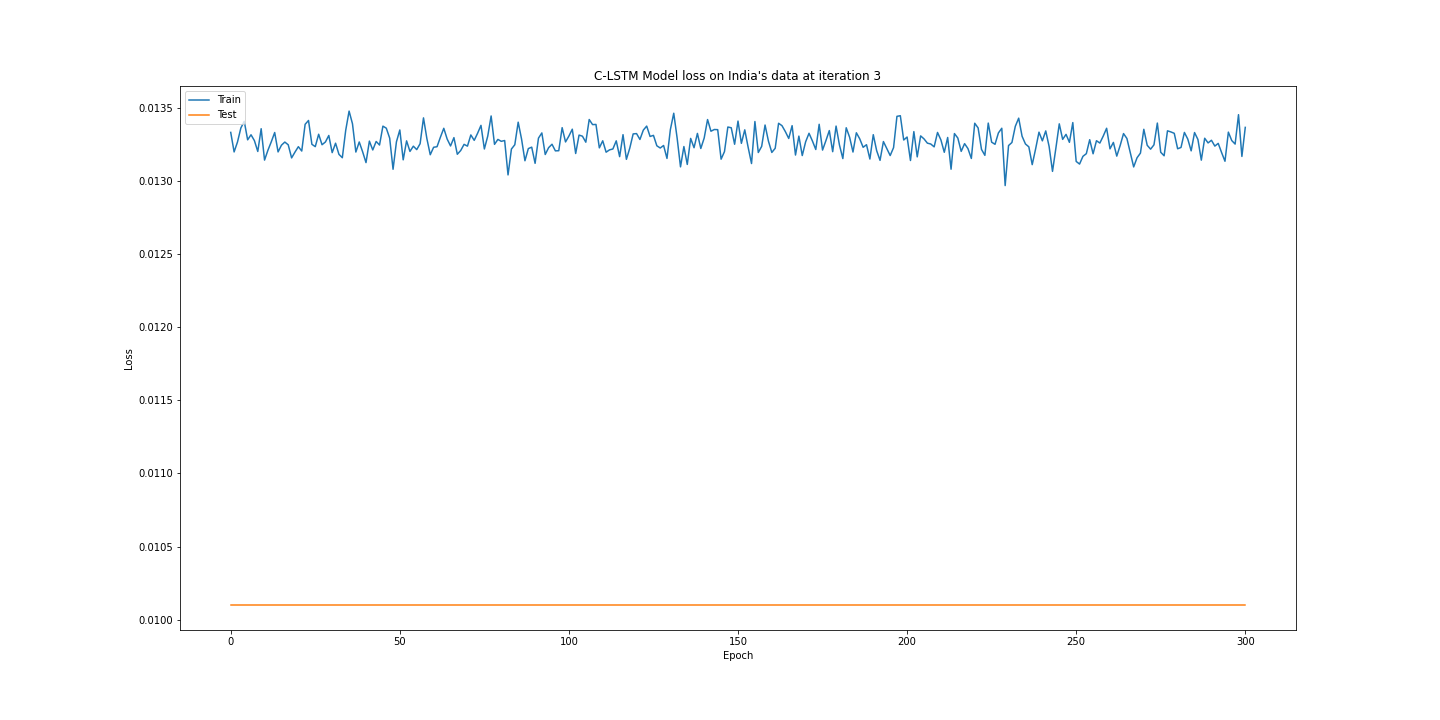 C-LSTM Model loss on India's data at iteration 3
Train
Test
0.0135
0.0130
0.0125
0.0120
0.0115
0.0110
0.0105
0.0100
Loss
0 50 100 150 200 250 300
Epoch